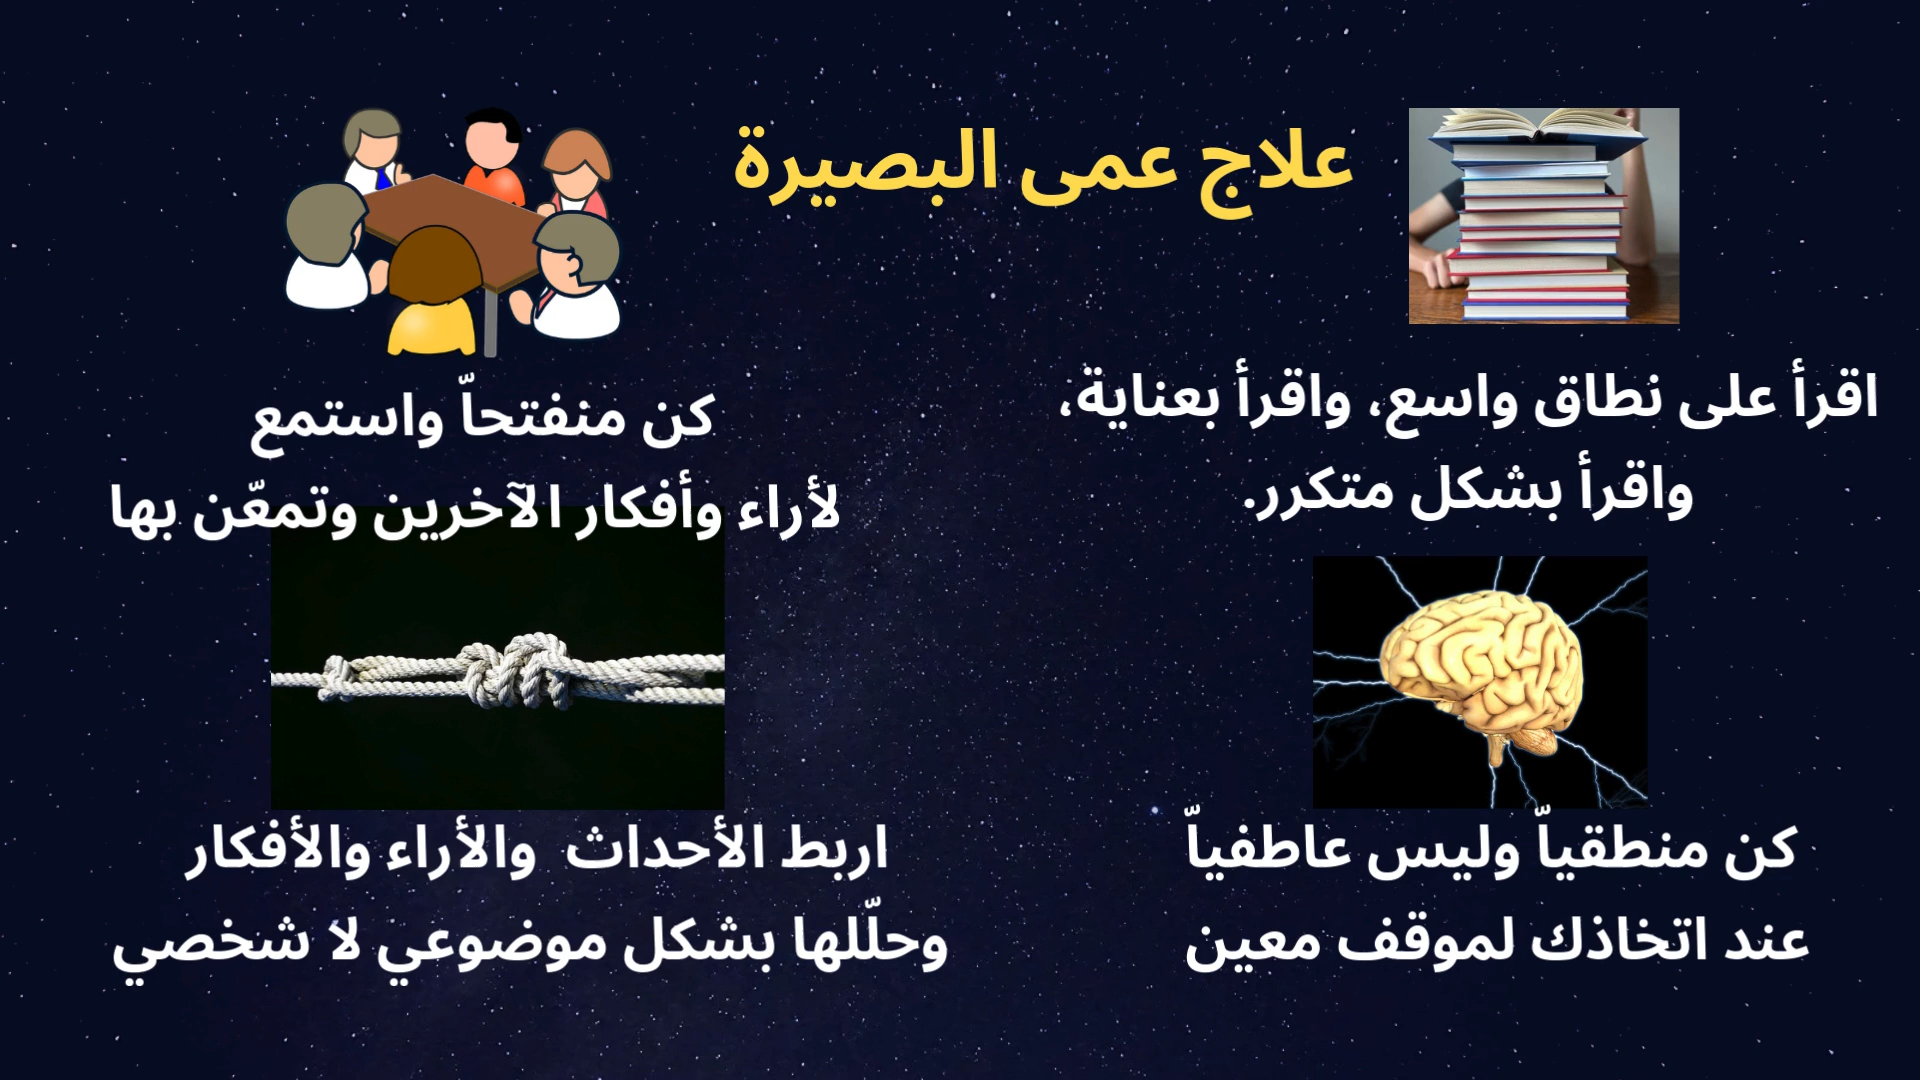 علاج عمى البصيرة
اقرأ على نطاق واسع، واقرأ بعناية،
واقرأ بشكل متكرر.
كن منفتحاّ واستمع
لأراء وأفكار الآخرين وتمعّن بها
كن منطقياّ وليس عاطفياّ
عند اتخاذك لموقف معين
اربط الأحداث  والأراء والأفكار
وحلّلها بشكل موضوعي لا شخصي